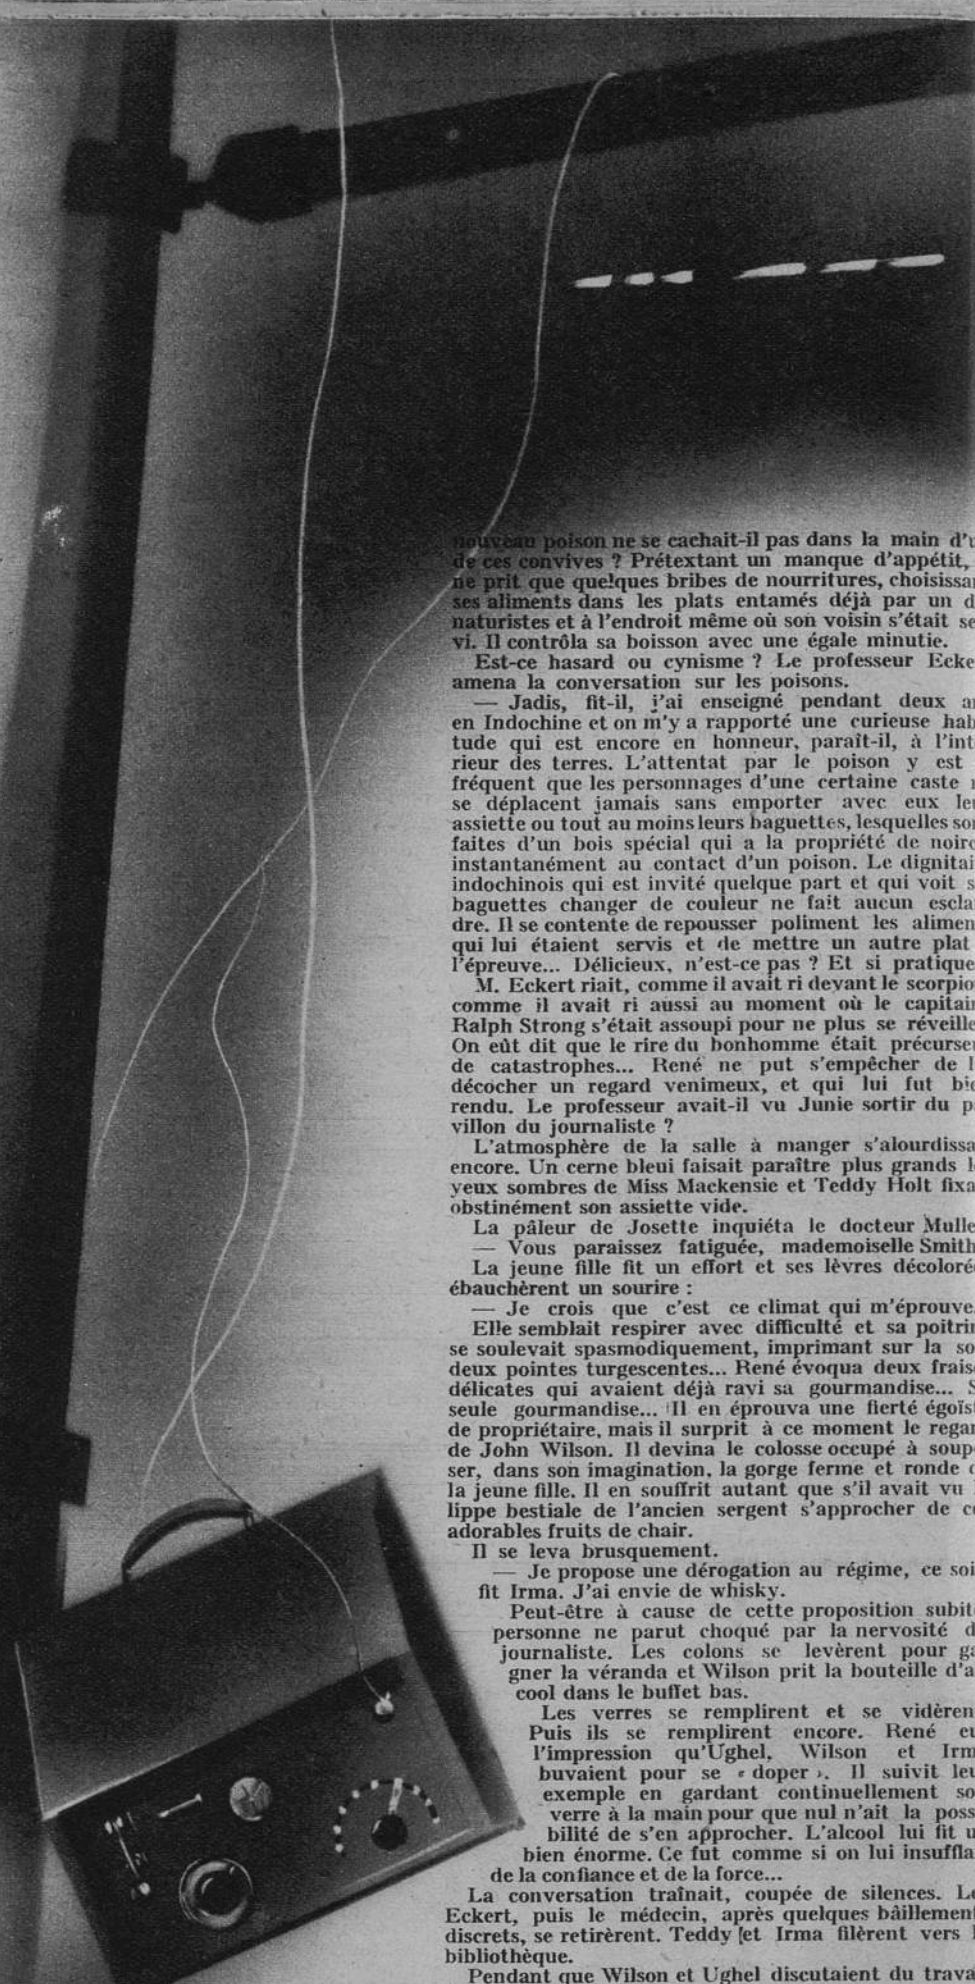 nouveau poison ne se cachait-il pas dans la main d'u
de ces convives ? Prétextant un manque d'appétit,
ne prit que quelques bribes de nourritures, choisissa
ses aliments dans les plats entamés déjà par un d
naturistes et à l'endroit même où son voisin s'était se
vi. Il contrôla sa boisson avec une égale minutie.
Est-ce hasard ou cynisme ? Le professeur Ecke
amena la conversation sur les poisons.
— Jadis, fit-il, j'ai enseigné pendant deux a
en Indochine et on m'y a rapporté une curieuse hab
tude qui est encore en honneur, paraît-il, à l'int
rieur des terres. L'attentat par le poison y est
fréquent que les personnages d'une certaine caste
se déplacent jamais sans emporter avec eux leu
assiette ou tout au moins leurs baguettes, lesquelles so
faites d'un bois spécial qui a la propriété de noirc
instantanément au contact d'un poison. Le dignitai
indochinois qui est invité quelque part et qui voit s
baguettes changer de couleur ne fait aucun escla
dre. Il se contente de repousser poliment les alimen
qui lui étaient servis et de mettre un autre plat
l'épreuve... Délicieux, n'est-ce pas ? Et si pratique
M. Eckert riait, comme il avait ri devant le scorpio
comme il avait ri aussi au moment où le capitain
Ralph Strong s'était assoupi pour ne plus se réveille
On eût dit que le rire du bonhomme était précurse
de catastrophes... René ne put s'empêcher de l
décocher un regard venimeux, et qui lui fut bie
rendu. Le professeur avait-il vu Junie sortir du p
villon du journaliste ?
L'atmosphère de la salle à manger s'alourdissa
encore. Un cerne bleui faisait paraître plus grands l
yeux sombres de Miss Mackensie et Teddy Holt fixa
obstinément son assiette vide.
La pâleur de Josette inquiéta le docteur Mulle
— Vous paraissez fatiguée, mademoiselle Smith
La jeune fille fit un effort et ses lèvres décoloré
ébauchèrent un sourire :
— Je crois que c'est ce climat qui m'éprouve.
Elle semblait respirer avec difficulté et sa poitrin
se soulevait spasmodiquement, imprimant sur la so
deux pointes turgescentes... René évoqua deux frais
délicates qui avaient déjà ravi sa gourmandise... S
seule gourmandise... Il en éprouva une fierté égoïst
de propriétaire, mais il surprit à ce moment le regar
de John Wilson. Il devina le colosse occupé à soup
ser, dans son imagination, la gorge ferme et ronde d
la jeune fille. Il en souffrit autant que s'il avait vu
lippe bestiale de l'ancien sergent s'approcher de c
adorables fruits de chair.
Il se leva brusquement.
— Je propose une dérogation au régime, ce soi
fit Irma. J'ai envie de whisky.
Peut-être à cause de cette proposition subit
personne ne parut choqué par la nervosité d
journaliste. Les colons se levèrent pour ga
gner la véranda et Wilson prit la bouteille d'a
cool dans le buffet bas.
Les verres se remplirent et se vidèren
Puis ils se remplirent encore. René eu
l'impression qu'Ughel, Wilson et Irm
buvaient pour se « doper ». Il suivit leu
exemple en gardant continuellement so
verre à la main pour que nul n'ait la poss
bilité de s'en approcher. L'alcool lui fit u
bien énorme. Ce fut comme si on lui insuffla
de la confiance et de la force...
La conversation traînait, coupée de silences. Le
Eckert, puis le médecin, après quelques bâillement
discrets, se retirèrent. Teddy et Irma filèrent vers l
bibliothèque.
Pendant que Wilson et Ughel discutaient du trava